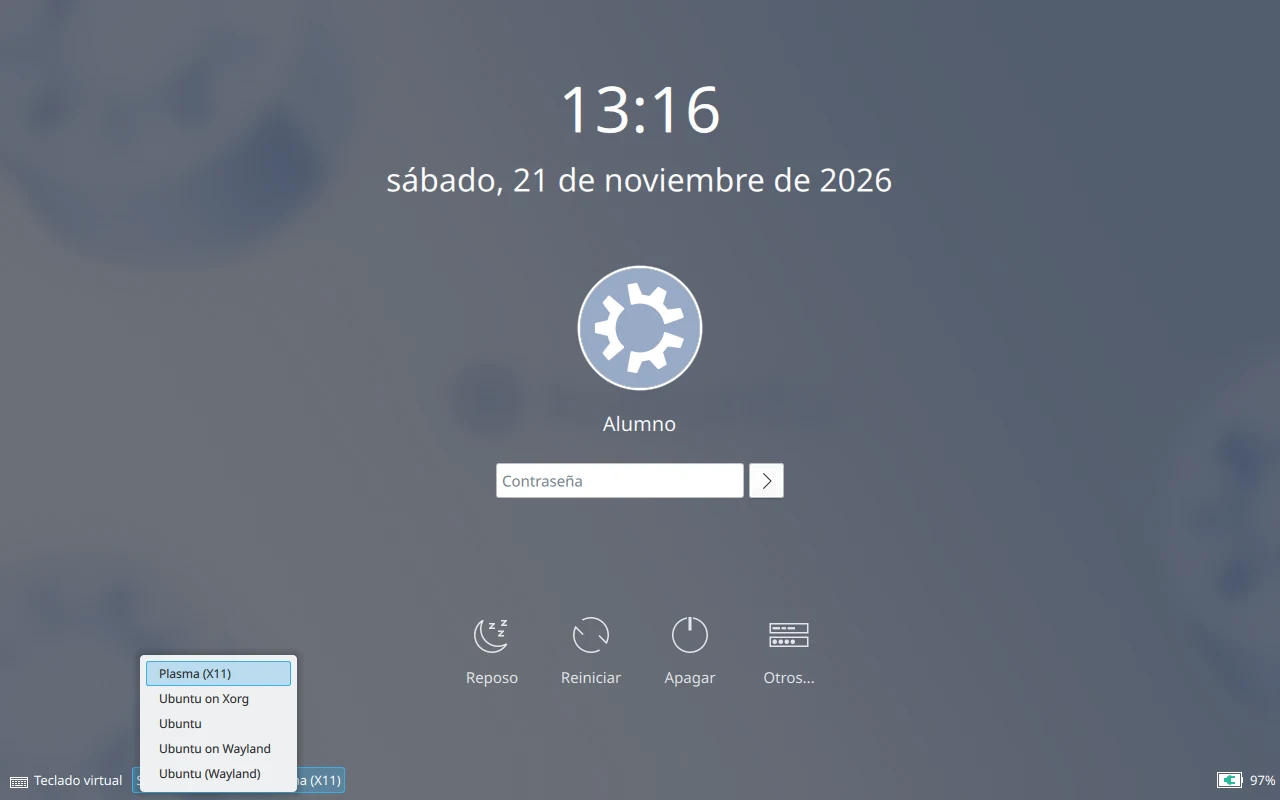 13:16
sábado, 21 de noviembre de 2026
Alumno
Contraseña
Reposo
Reiniciar
Apagar
Otros...
Plasma (X11)
Ubuntu on Xorg
Ubuntu
Ubuntu on Wayland
Ubuntu (Wayland)
Teclado virtual
(X11)
97%